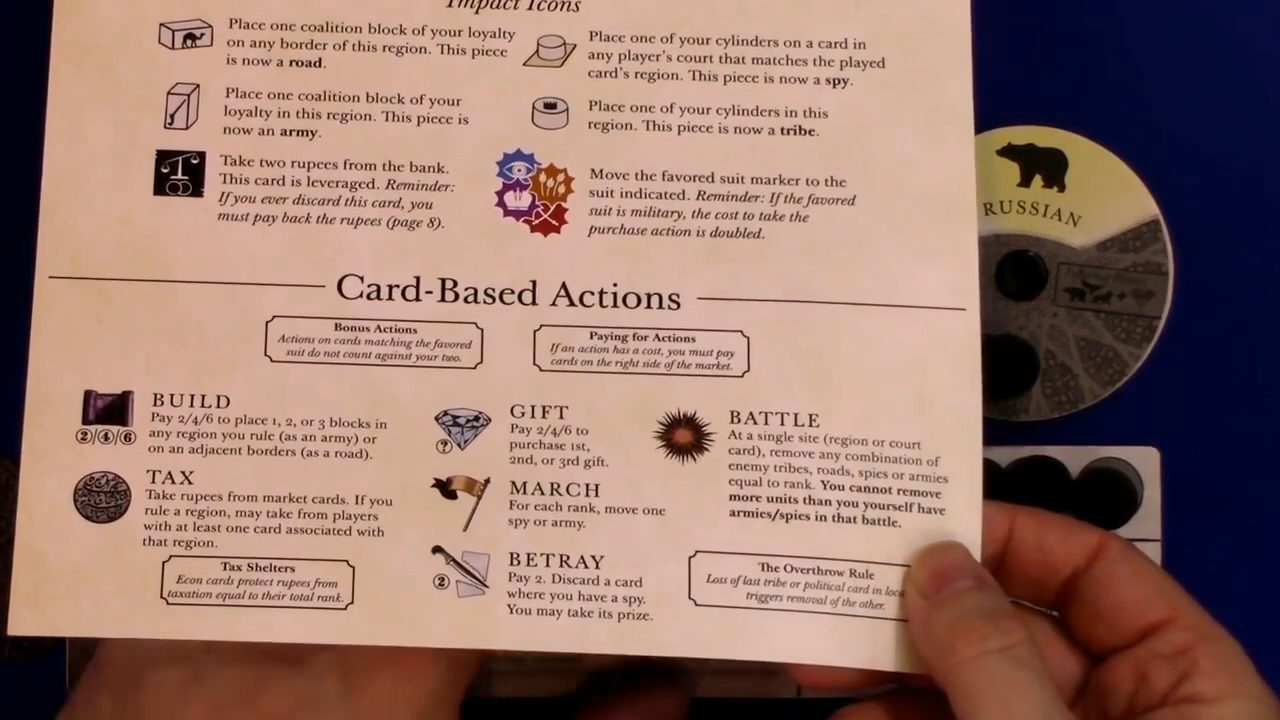 Impact Icons
Place one coalition block of your loyalty
on any border of this region. This piece
is now a road.
Place one of your cylinders on a card in
any player's court that matches the played
card's region. This piece is now a spy.
Place one coalition block of your
loyalty in this region. This piece is
now an army.
Place one of your cylinders in this
region. This piece is now a tribe.
Take two rupees from the bank.
This card is leveraged. Reminder:
If you ever discard this card, you
must pay back the rupees (page 8).
Move the favored suit marker to the
suit indicated. Reminder: If the favored
suit is military, the cost to take the
purchase action is doubled.
RUSSIAN
Card-Based Actions
Bonus Actions
Actions on cards matching the favored
suit do not count against your two.
Paying for Actions
If an action has a cost, you must pay
cards on the right side of the market.
BUILD
Pay 2/4/6 to place 1, 2, or 3 blocks in
any region you rule (as an army) or
on an adjacent borders (as a road).
2/4/6
TAX
Take rupees from market cards. If you
rule a region, may take from players
with at least one card associated with
that region.
Tax Shelters
Econ cards protect rupees from
taxation equal to their total rank.
GIFT
Pay 2/4/6 to
purchase 1st,
2nd, or 3rd gift.
?
MARCH
For each rank, move one
spy or army.
BETRAY
Pay 2. Discard a card
where you have a spy.
You may take its prize.
2
BATTLE
At a single site (region or court
card), remove any combination of
enemy tribes, roads, spies or armies
equal to rank. You cannot remove
more units than you yourself have
armies/spies in that battle.
The Overthrow Rule
Loss of last tribe or political card in
triggers removal of the other.